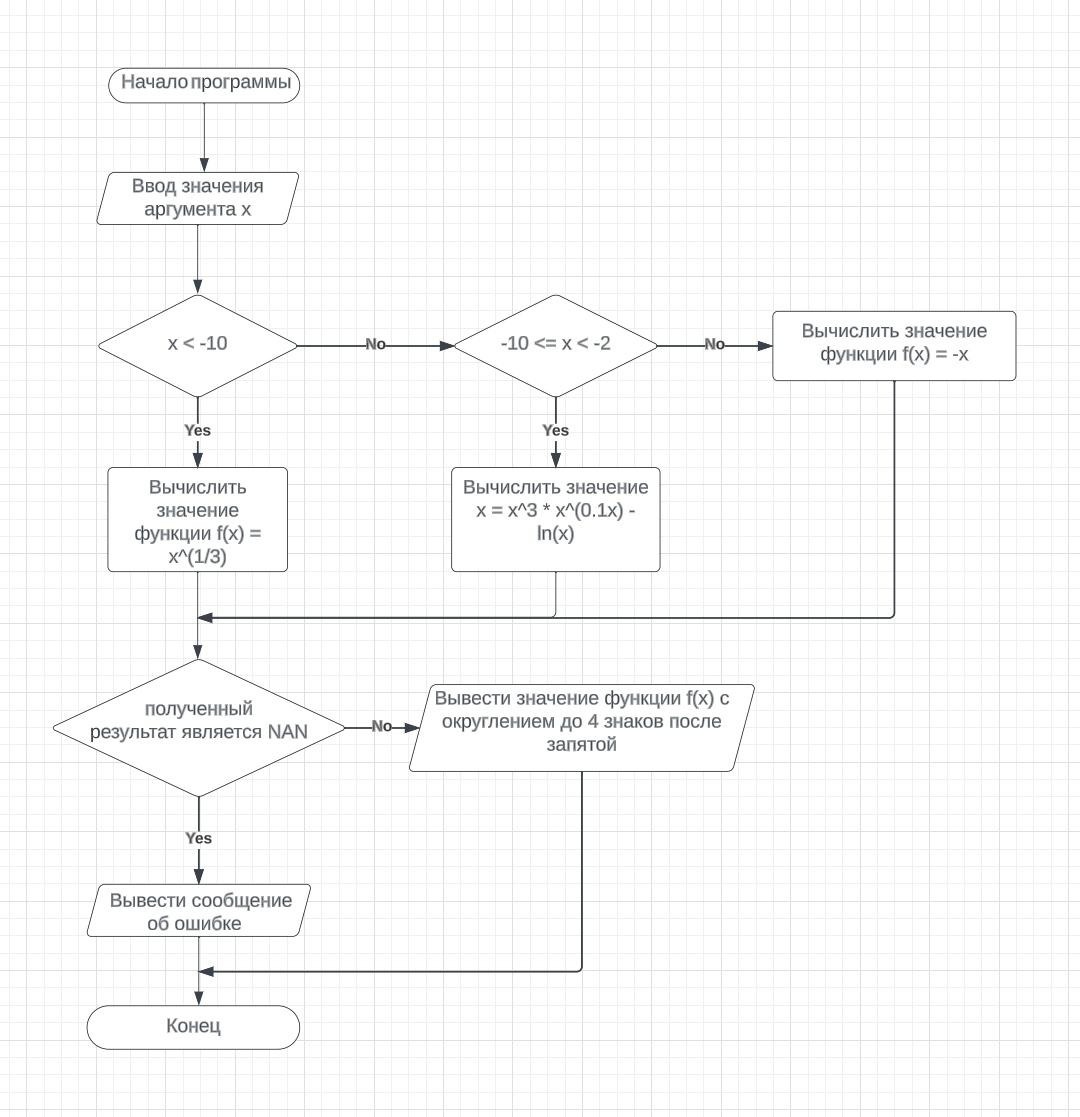 Начало программы
Ввод значения
аргумента x
x < -10
No
-10 <= x < -2
No
Вычислить значение
функции f(x) = -x
Yes
Yes
Вычислить
значение
функции f(x) =
x^(1/3)
Вычислить значение
x = x^3 * x^(0.1x) -
ln(x)
полученный
результат является NAN
No
Вывести значение функции f(x) с
округлением до 4 знаков после
запятой
Yes
Вывести сообщение
об ошибке
Конец